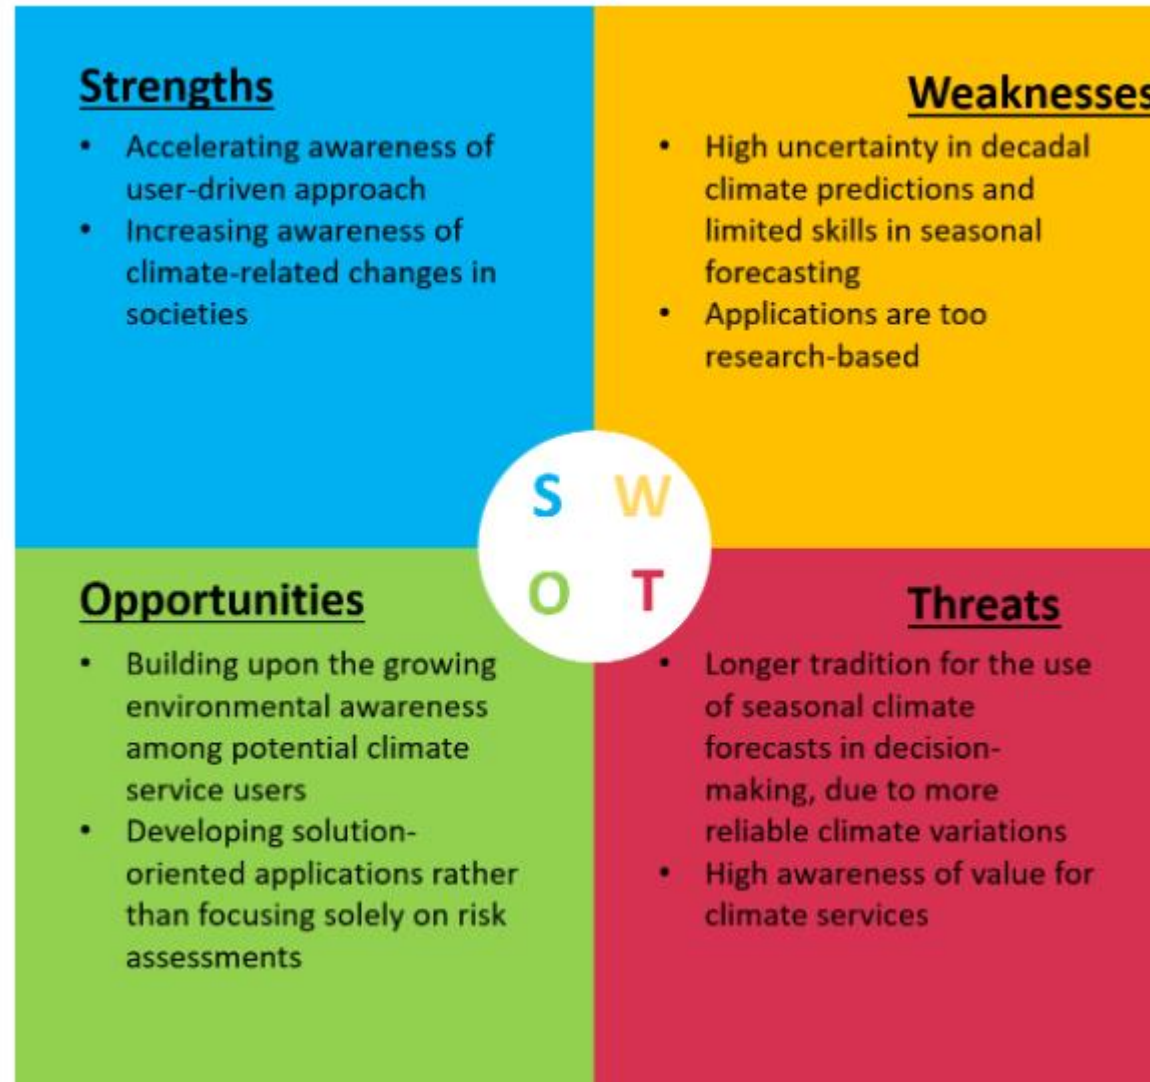 Strengths
• Accelerating awareness of
user-driven approach
• Increasing awareness of
climate-related changes in
societies
Weaknesses
• High uncertainty in decadal
climate predictions and
limited skills in seasonal
forecasting
• Applications are too
research-based
S W
O T
Opportunities
• Building upon the growing
environmental awareness
among potential climate
service users
• Developing solution-
oriented applications rather
than focusing solely on risk
assessments
Threats
• Longer tradition for the use
of seasonal climate
forecasts in decision-
making, due to more
reliable climate variations
• High awareness of value for
climate services